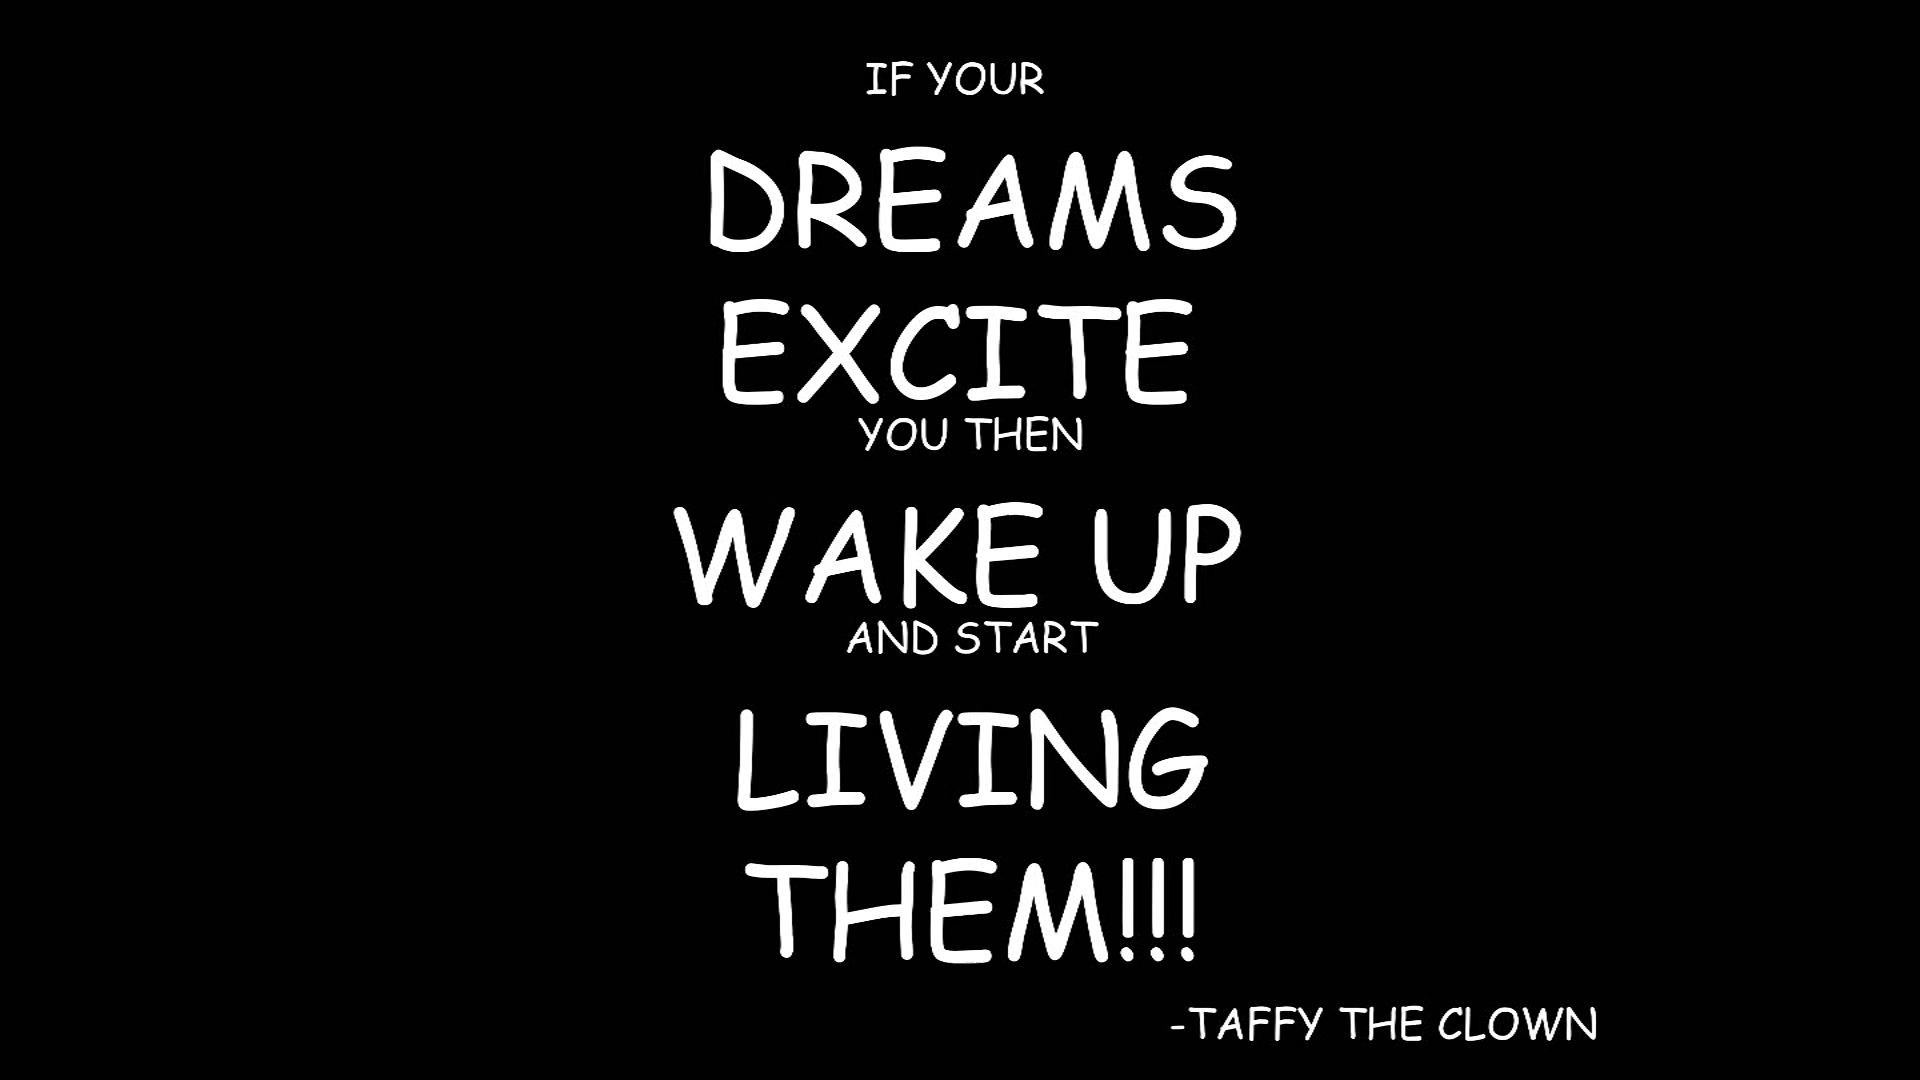 IF YOUR
DREAMS
EXCITE
YOU THEN
WAKE UP
AND START
LIVING
THEM!!!
-TAFFY THE CLOWN